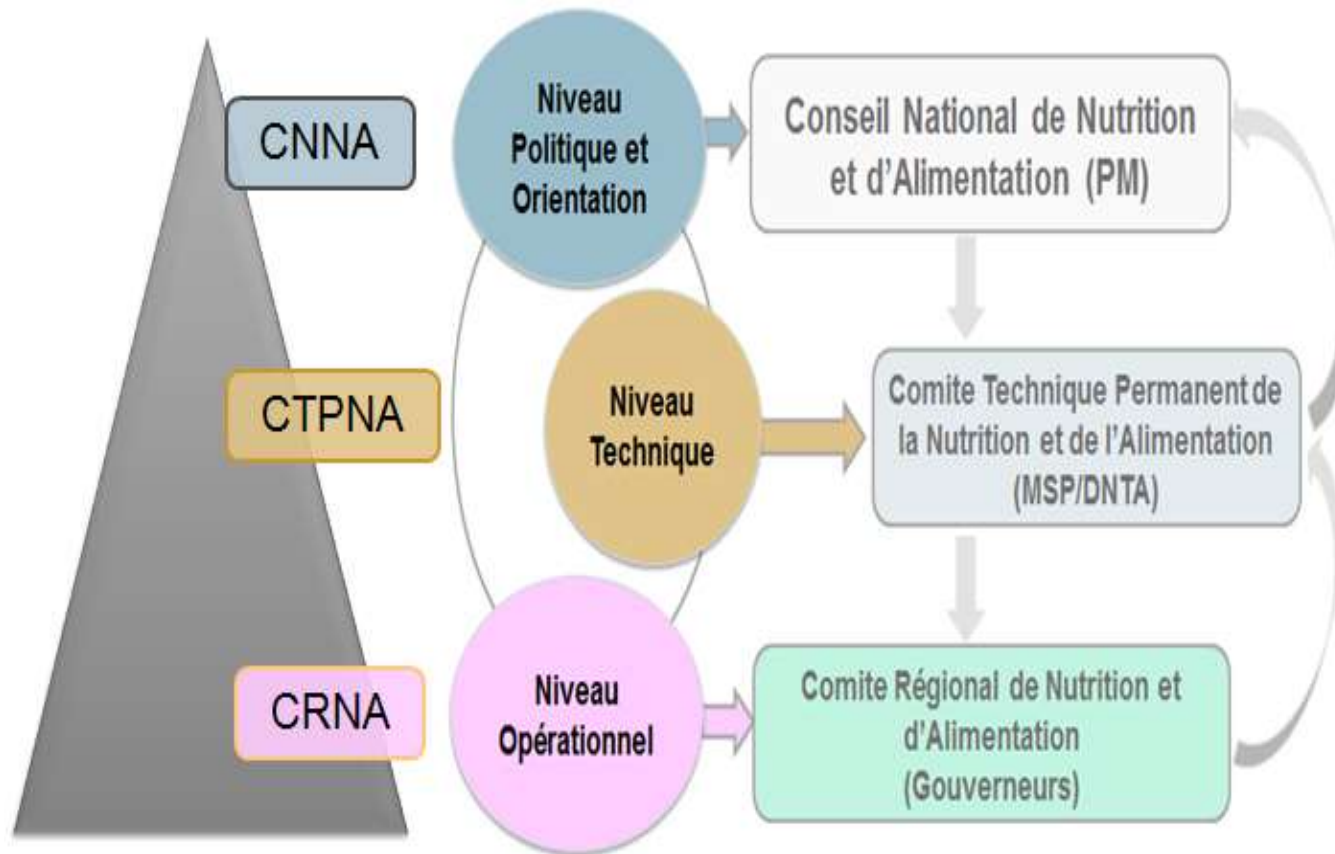 CNNA
Niveau
Politique et
Orientation
Conseil National de Nutrition
et d'Alimentation (PM)
CTPNA
Niveau
Technique
Comite Technique Permanent de
la Nutrition et de l'Alimentation
(MSP/DNTA)
CRNA
Niveau
Opérationnel
Comite Régional de Nutrition et
d'Alimentation
(Gouverneurs)